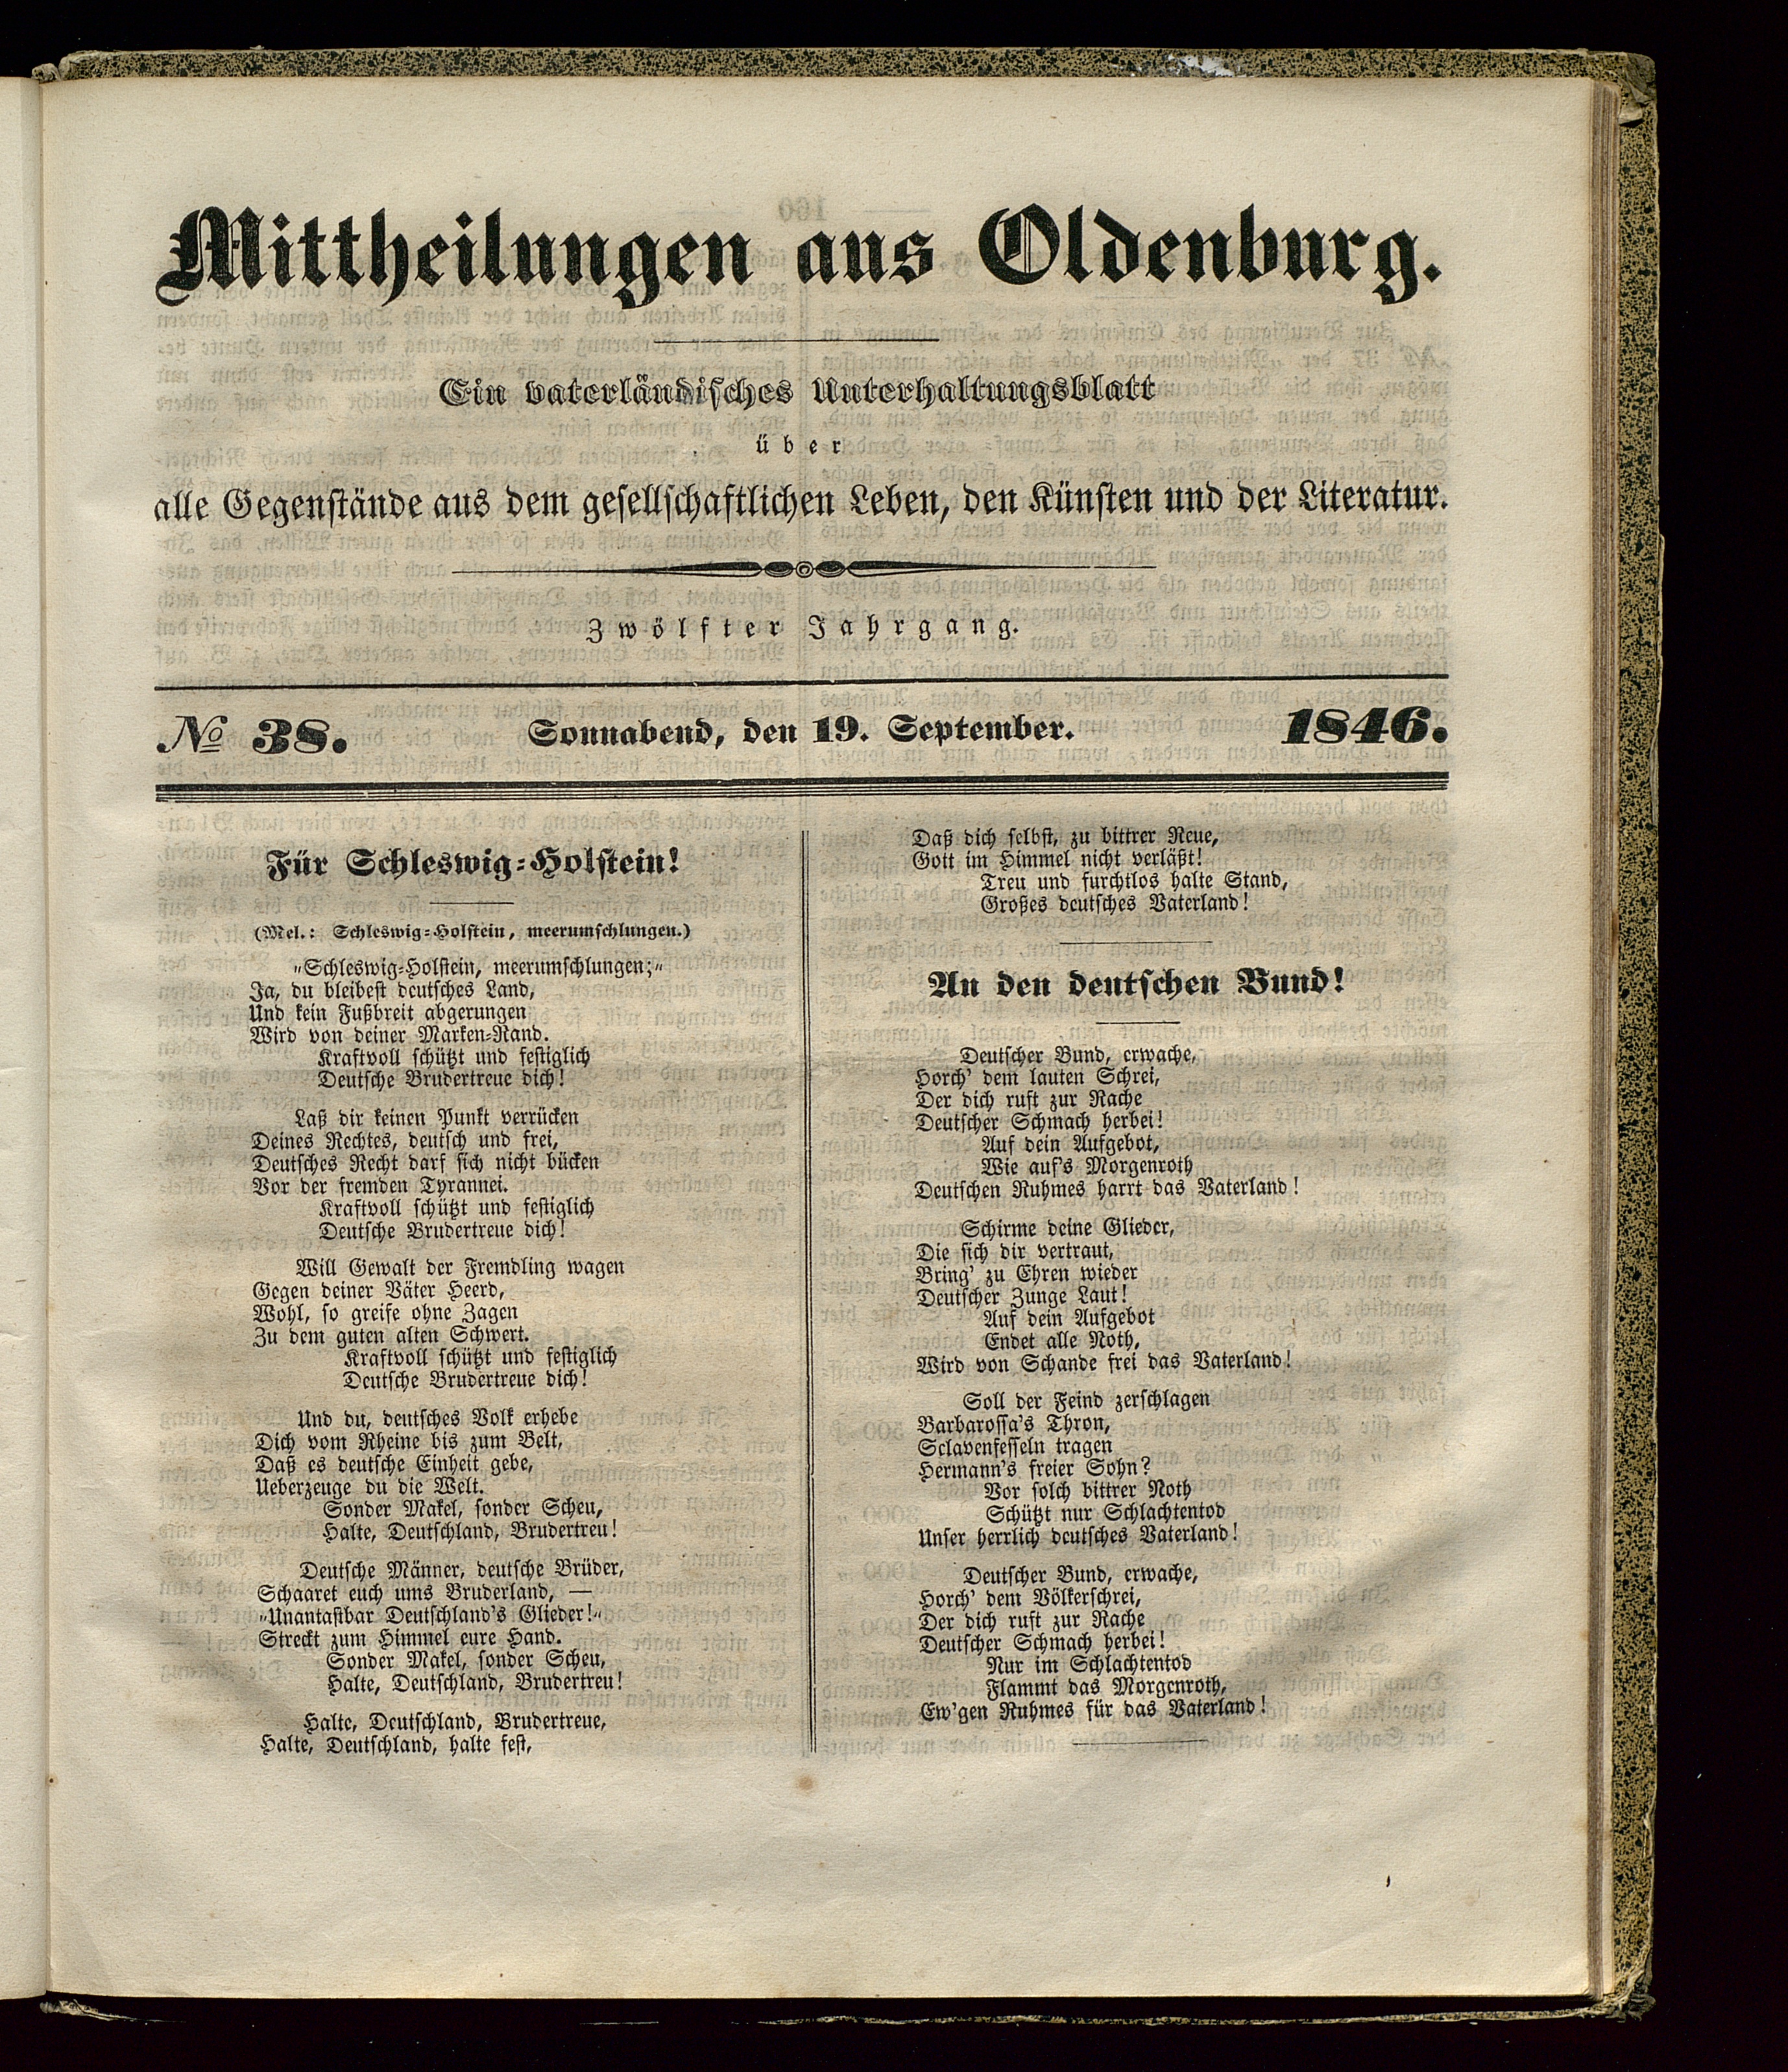 Mittheilungen aus Oldenburg.
Ein vaterländisches Unterhaltungsblatt
über
alle Gegenstände aus dem gesellschaftlichen Leben, den Künsten und der Literatur.
Zwölfter Jahrgang.
No 38. Sonnabend, den 19. September. 1846.
Für Schleswig-Holstein!
(Mel.: Schleswig-Holstein, meerumschlungen.)
„Schleswig-Holstein, meerumschlungen;“
Ja, du bleibest deutsches Land,
Und kein Fußbreit abgerungen
Wird von deiner Marken-Rand.
Kraftvoll schützt und festiglich
Deutsche Brudertreue dich!
Laß dir keinen Punkt verrücken
Deines Rechtes, deutsch und frei,
Deutsches Recht darf sich nicht bücken
Vor der fremden Tyrannei.
Kraftvoll schützt und festiglich
Deutsche Brudertreue dich!
Will Gewalt der Fremdling wagen
Gegen deiner Väter Heerd,
Wohl, so greife ohne Zagen
Zu dem guten alten Schwert.
Kraftvoll schützt und festiglich
Deutsche Brudertreue dich!
Und du, deutsches Volk erhebe
Dich vom Rheine bis zum Belt,
Daß es deutsche Einheit gebe,
Ueberzeuge du die Welt.
Sonder Makel, sonder Scheu,
Halte, Deutschland, Brudertreu!
Deutsche Männer, deutsche Brüder,
Schaaret euch ums Bruderland, —
„Unantastbar Deutschland's Glieder!“
Streckt zum Himmel eure Hand.
Sonder Makel, sonder Scheu,
Halte, Deutschland, Brudertreu!
Halte, Deutschland, Brudertreue,
Halte, Deutschland, halte fest,
Daß dich selbst, zu bittrer Reue,
Gott im Himmel nicht verläßt!
Treu und furchtlos halte Stand,
Großes deutsches Vaterland!
An den deutschen Bund!
Deutscher Bund, erwache,
Horch' dem lauten Schrei,
Der dich ruft zur Rache
Deutscher Schmach herbei!
Auf dein Aufgebot,
Wie auf's Morgenroth
Deutschen Ruhmes harrt das Vaterland!
Schirme deine Glieder,
Die sich dir vertraut,
Bring' zu Ehren wieder
Deutscher Zunge Laut!
Auf dein Aufgebot
Endet alle Noth,
Wird von Schande frei das Vaterland!
Soll der Feind zerschlagen
Barbarossa's Thron,
Sclavenfesseln tragen
Hermann's freier Sohn?
Vor solch bittrer Noth
Schützt nur Schlachtentod
Unser herrlich deutsches Vaterland!
Deutscher Bund, erwache,
Horch' dem Völkerschrei,
Der dich ruft zur Rache
Deutscher Schmach herbei!
Nur im Schlachtentod
Flammt das Morgenroth,
Ew'gen Ruhmes für das Vaterland!